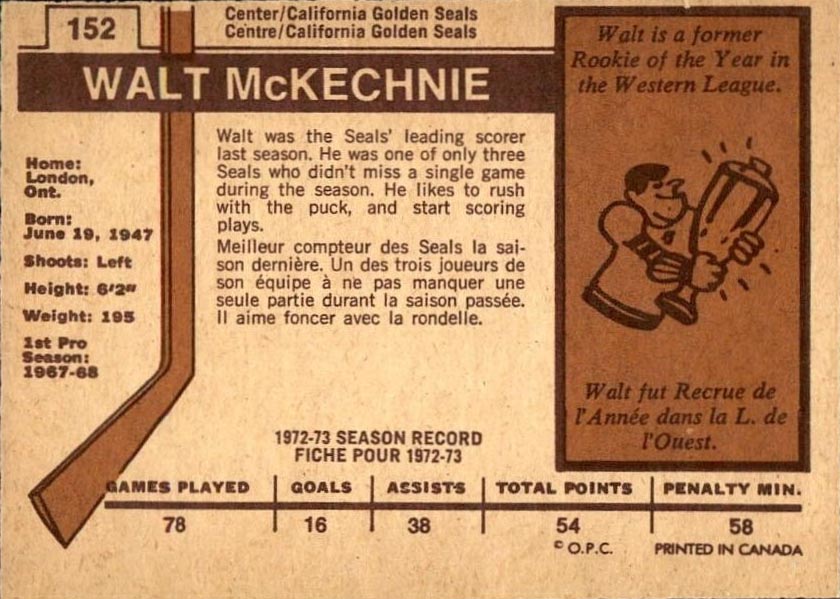 152
Center/California Golden Seals
Centre/California Golden Seals
WALT McKECHNIE
Home:
London,
Ont.
Born:
June 19, 1947
Shoots: Left
Height: 6'2"
Weight: 195
1st Pro
Season:
1967-68
Walt was the Seals' leading scorer
last season. He was one of only three
Seals who didn't miss a single game
during the season. He likes to rush
with the puck, and start scoring
plays.
Meilleur compteur des Seals la sai-
son dernière. Un des trois joueurs de
son équipe à ne pas manquer une
seule partie durant la saison passée.
Il aime foncer avec la rondelle.
Walt is a former
Rookie of the Year in
the Western League.
Walt fut Recrue de
l'Année dans la L. de
l'Ouest.
1972-73 SEASON RECORD
FICHE POUR 1972-73
GAMES PLAYED GOALS ASSISTS TOTAL POINTS PENALTY MIN.
78 16 38 54 58
© O.P.C. PRINTED IN CANADA